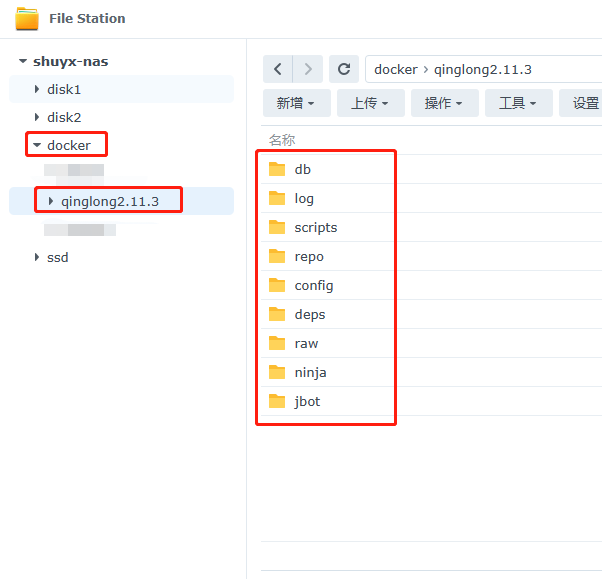 File Station
shuyx-nas
disk1
disk2
docker
qinglong2.11.3
ssd
docker › qinglong2.11.3
新增 上传 操作 工具 设置
名称
db
log
scripts
repo
config
deps
raw
ninja
jbot